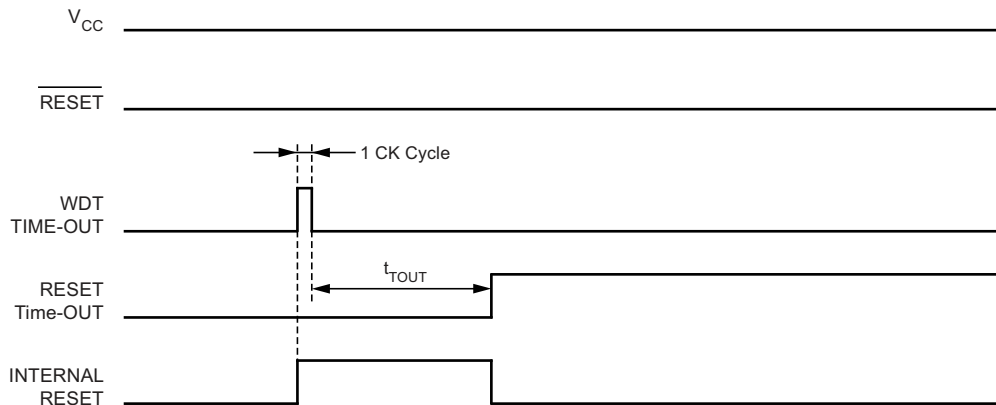 VCC
RESET
1 CK Cycle
WDT
TIME-OUT
tTOUT
RESET
Time-OUT
INTERNAL
RESET